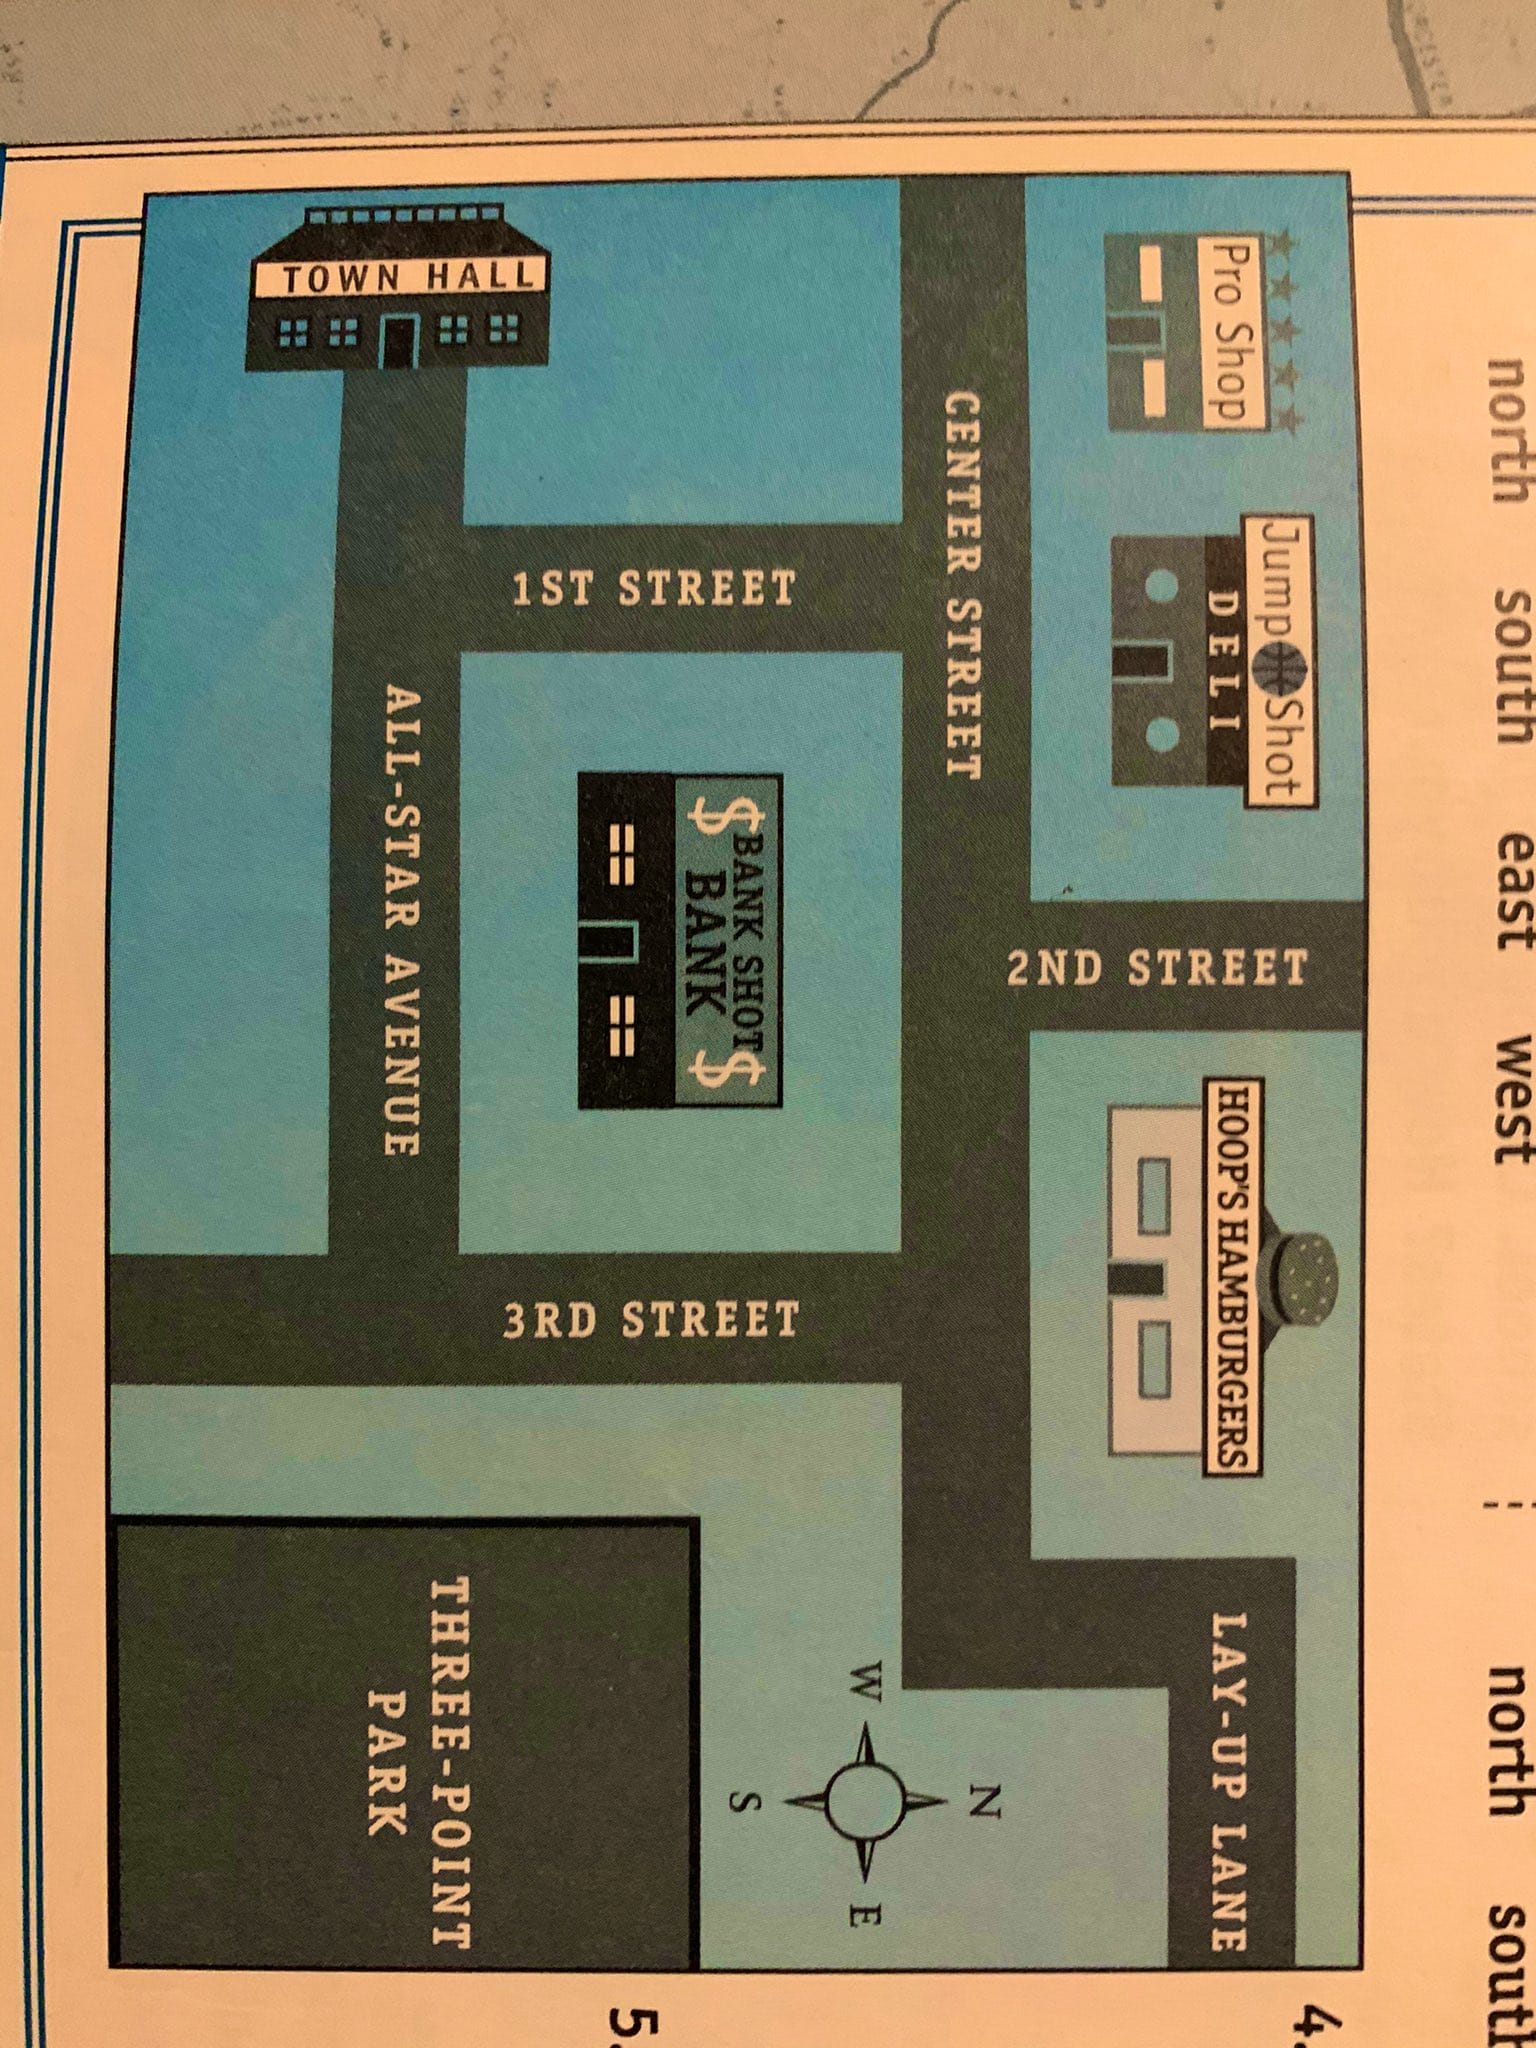 north south east west
north
4.
5.
Pro Shop
Jump Shot
DELI
2ND STREET
HOOP'S HAMBURGERS
LAY-UP LANE
CENTER STREET
TOWN HALL
1ST STREET
$ BANK SHOT $
BANK
3RD STREET
ALL-STAR AVENUE
N
W E
S
THREE-POINT
PARK